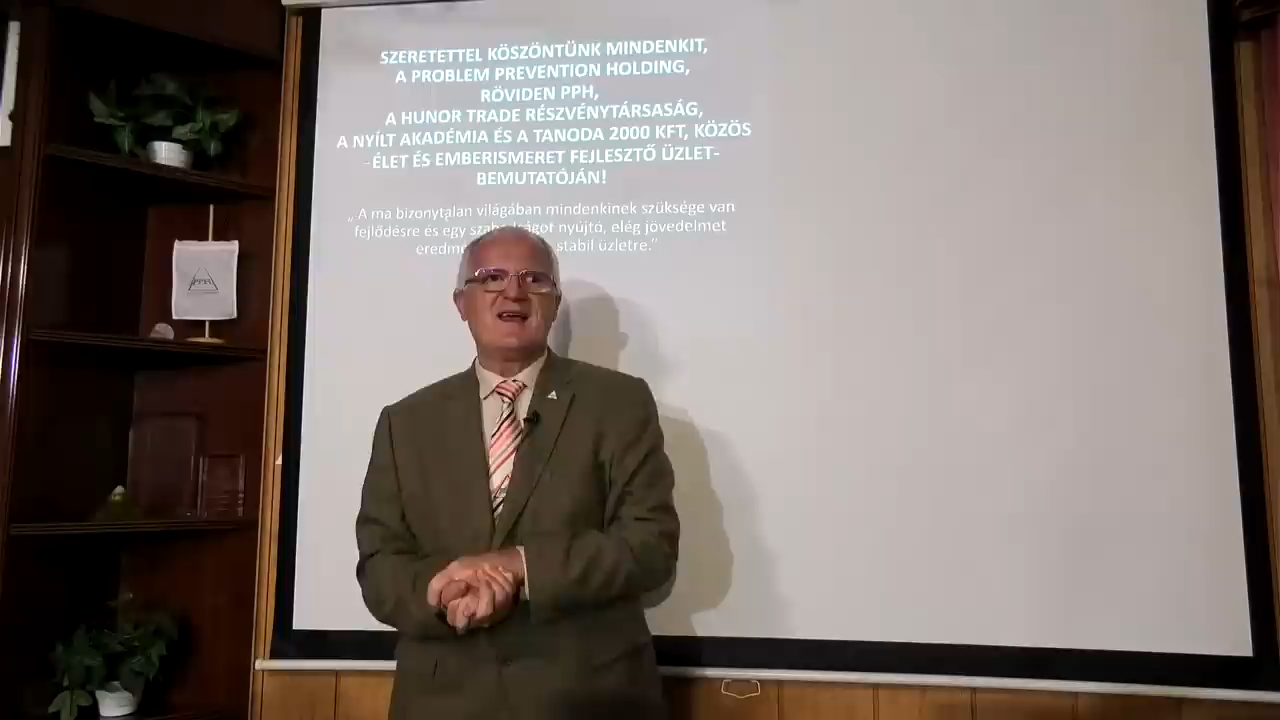 SZERETETTEL KÖSZÖNTÜNK MINDENKIT,
A PROBLEM PREVENTION HOLDING,
RÖVIDEN PPH,
A HUNOR TRADE RÉSZVÉNYTÁRSASÁG,
A NYÍLT AKADÉMIA ÉS A TANODA 2000 KFT, KÖZÖS
-ÉLET ÉS EMBERISMERET FEJLESZTŐ ÜZLET-
BEMUTATÓJÁN!
„ A ma bizonytalan világában mindenkinek szüksége van
fejlődésre és egy nyújtó, elég jövedelmet
stabil üzletre.”